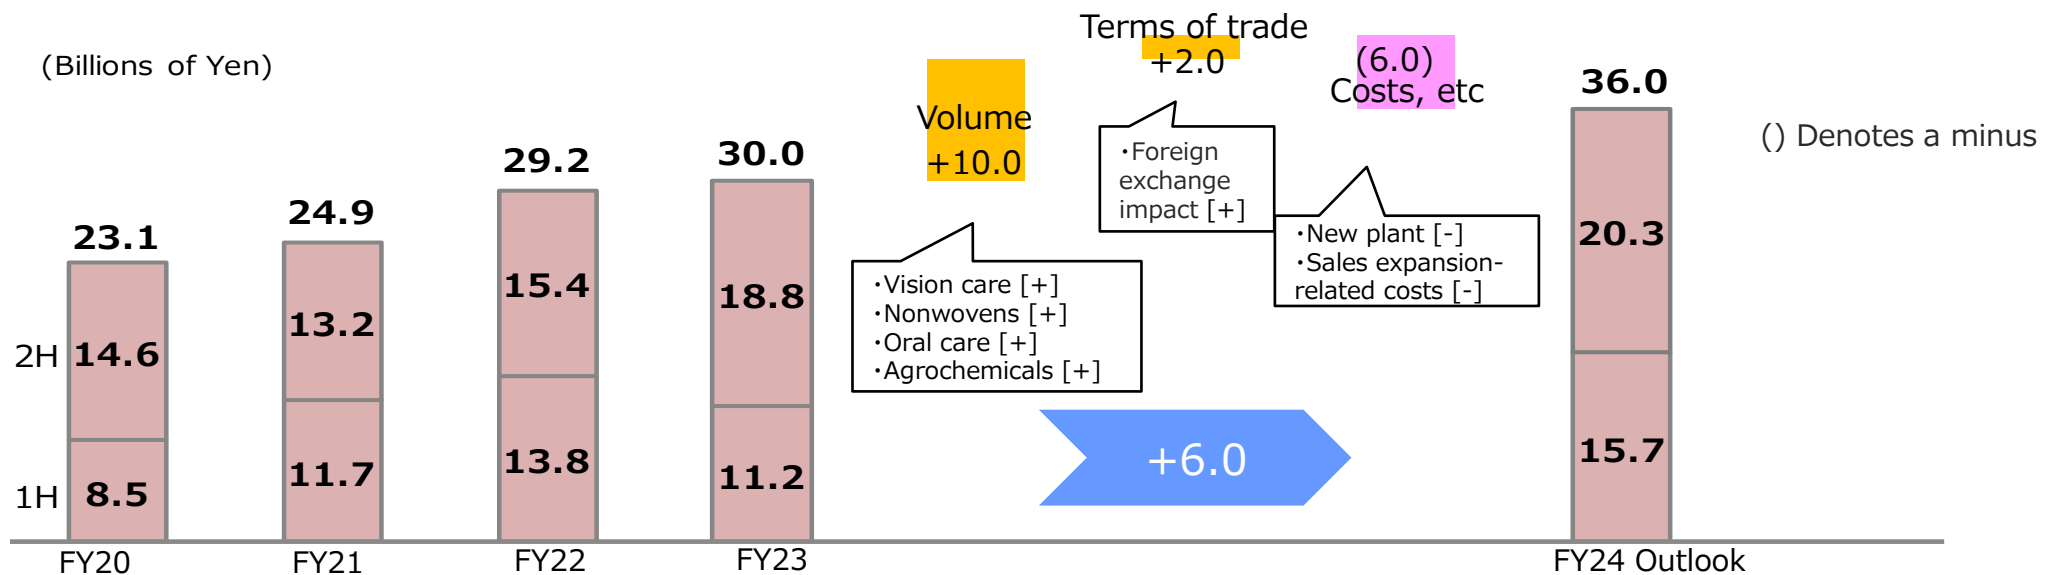 (Billions of Yen)
Terms of trade
+2.0
(6.0)
Costs, etc
36.0
() Denotes a minus
Volume
+10.0
29.2
30.0
24.9
23.1
・Foreign
exchange
impact [+]
・New plant [-]
・Sales expansion-
related costs [-]
・Vision care [+]
・Nonwovens [+]
・Oral care [+]
・Agrochemicals [+]
2H
14.6
13.2
15.4
18.8
20.3
1H
8.5
11.7
13.8
11.2
+6.0
15.7
FY20
FY21
FY22
FY23
FY24 Outlook